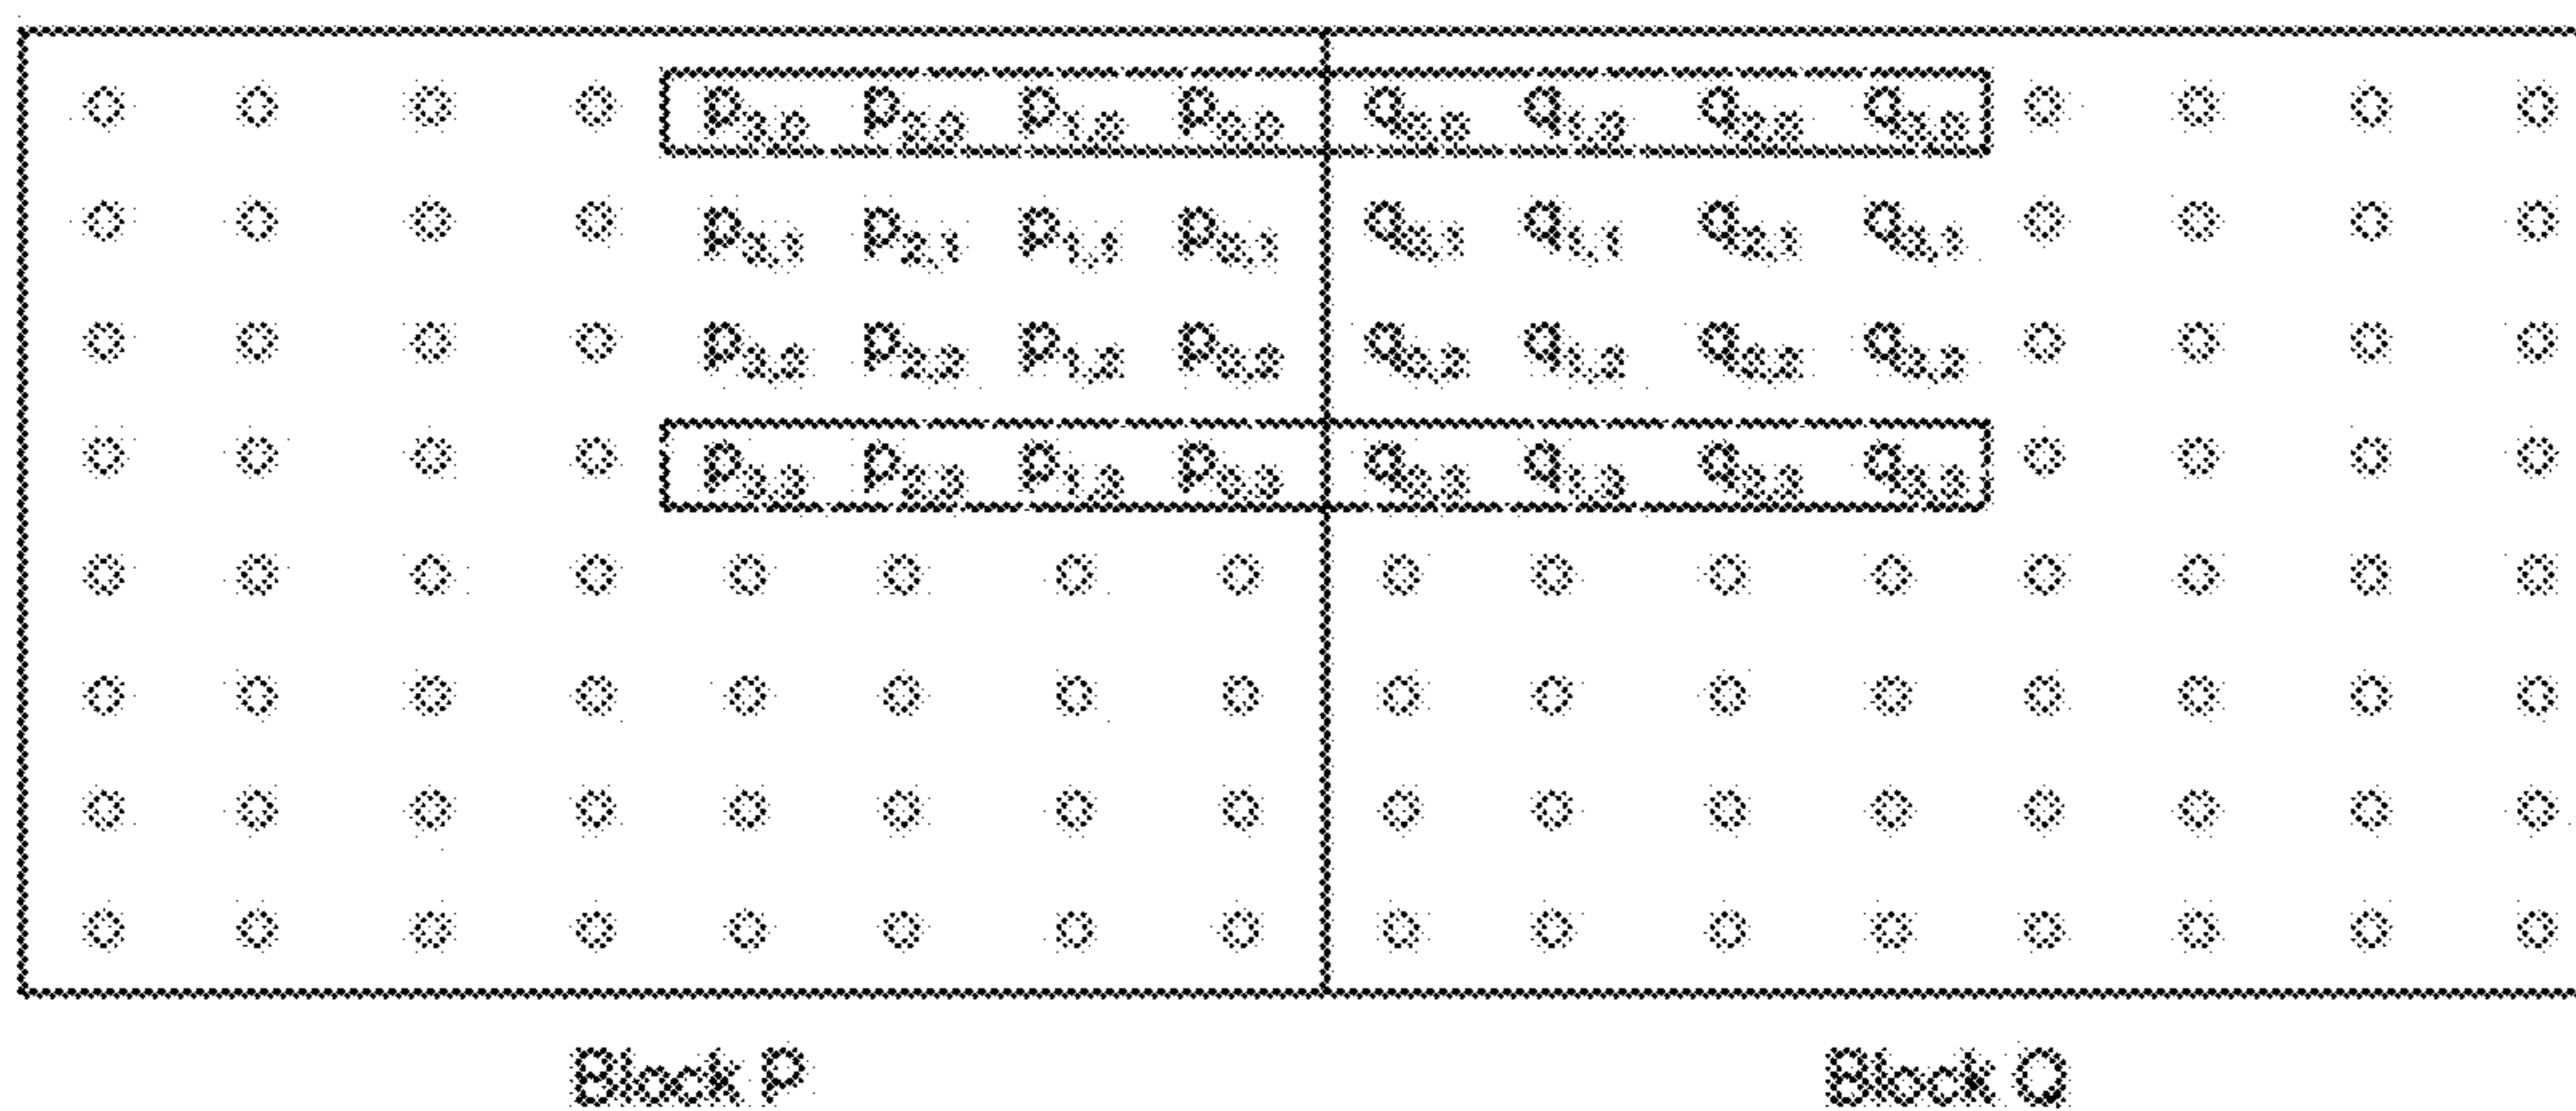 P3,0 P2,0 P1,0 P0,0 Q0,0 Q1,0 Q2,0 Q3,0
P3,1 P2,1 P1,1 P0,1 Q0,1 Q1,1 Q2,1 Q3,1
P3,2 P2,2 P1,2 P0,2 Q0,2 Q1,2 Q2,2 Q3,2
P3,3 P2,3 P1,3 P0,3 Q0,3 Q1,3 Q2,3 Q3,3
Block P Block Q